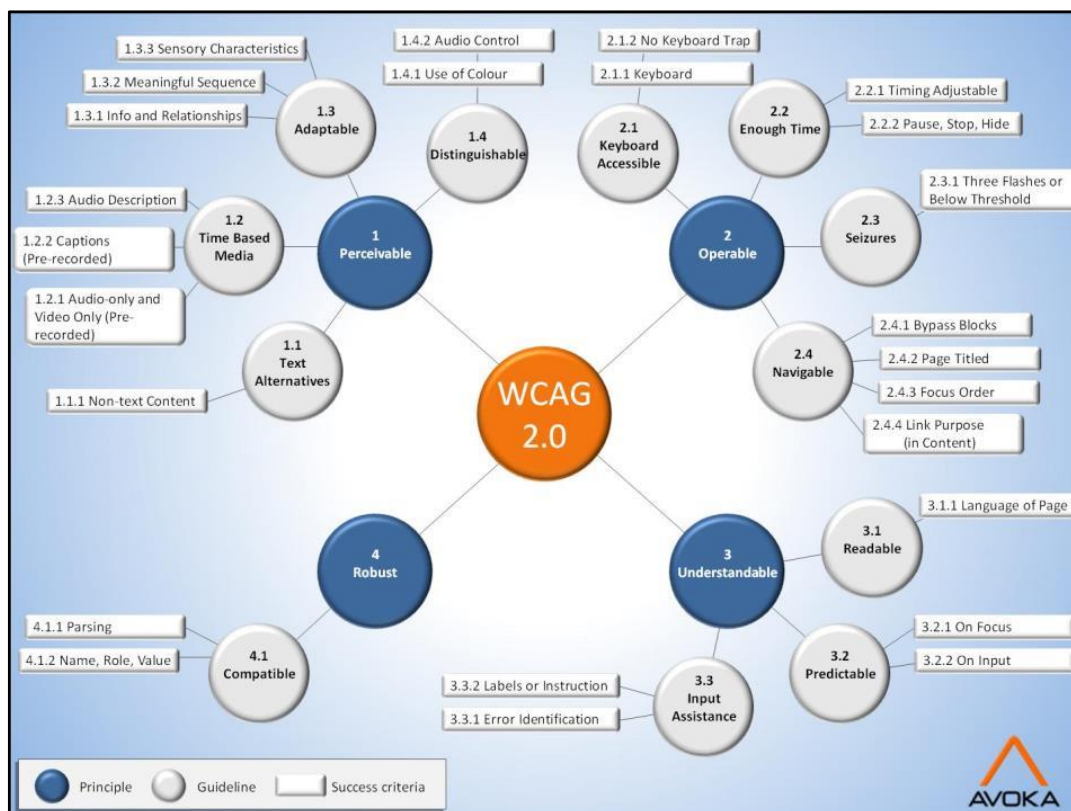 1.3.3 Sensory Characteristics
1.3.2 Meaningful Sequence
1.3.1 Info and Relationships
1.3
Adaptable
1.4.2 Audio Control
1.4.1 Use of Colour
1.4
Distinguishable
1.2.3 Audio Description
1.2.2 Captions
(Pre-recorded)
1.2.1 Audio-only and
Video Only (Pre-
recorded)
1.2
Time Based
Media
1
Perceivable
1.1
Text
Alternatives
1.1.1 Non-text Content
2.1.2 No Keyboard Trap
2.1.1 Keyboard
2.1
Keyboard
Accessible
2.2
Enough Time
2.2.1 Timing Adjustable
2.2.2 Pause, Stop, Hide
2
Operable
2.3
Seizures
2.3.1 Three Flashes or
Below Threshold
2.4
Navigable
2.4.1 Bypass Blocks
2.4.2 Page Titled
2.4.3 Focus Order
2.4.4 Link Purpose
(in Content)
WCAG
2.0
4
Robust
4.1.1 Parsing
4.1.2 Name, Role, Value
4.1
Compatible
3
Understandable
3.1.1 Language of Page
3.1
Readable
3.2.1 On Focus
3.2.2 On Input
3.2
Predictable
3.3.2 Labels or Instruction
3.3.1 Error Identification
3.3
Input
Assistance
Principle
Guideline
Success criteria
AVOKA